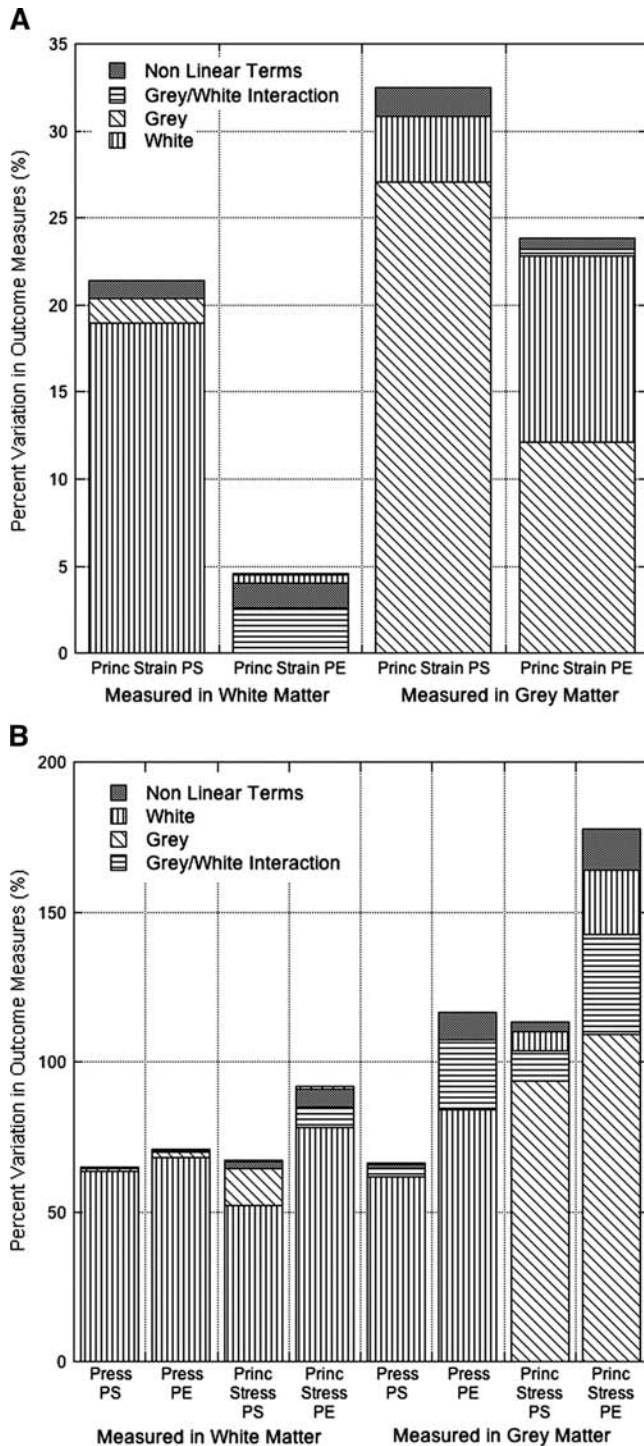 A
Percent Variation in Outcome Measures (%)
35
30
25
20
15
10
5
0
Non Linear Terms
Grey/White Interaction
Grey
White
Princ Strain PS
Princ Strain PE
Princ Strain PS
Princ Strain PE
Measured in White Matter
Measured in Grey Matter
B
Percent Variation in Outcome Measures (%)
200
150
100
50
0
Non Linear Terms
White
Grey
Grey/White Interaction
Press
PS
Press
PE
Princ
Stress
PS
Princ
Stress
PE
Press
PS
Press
PE
Princ
Stress
PS
Princ
Stress
PE
Measured in White Matter
Measured in Grey Matter